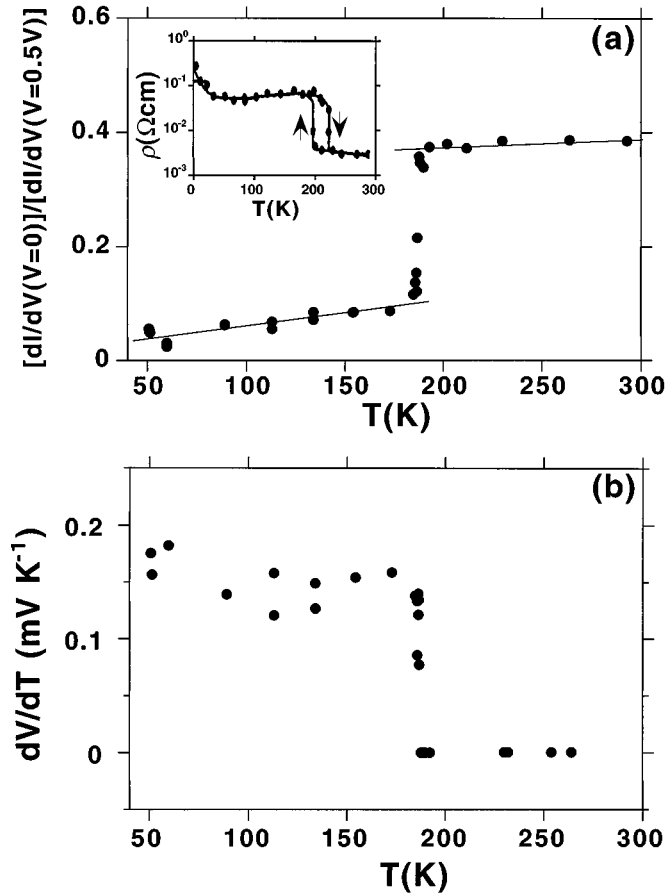 (a)
[dI/dV(V=0)]/[dI/dV(V=0.5V)]
0.6
0.4
0.2
0
50 100 150 200 250 300
T(K)
10⁰
10⁻¹
10⁻²
10⁻³
ρ(Ωcm)
0 100 200 300
T(K)
(b)
dV/dT (mV K⁻¹)
0.2
0.1
0
50 100 150 200 250 300
T(K)